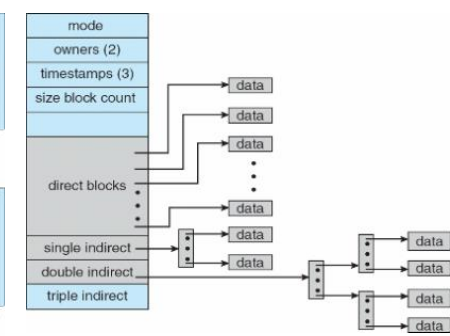 mode
owners (2)
timestamps (3)
size block count
direct blocks
single indirect
double indirect
triple indirect
data
data
data
data
data
data
data
data
data
data